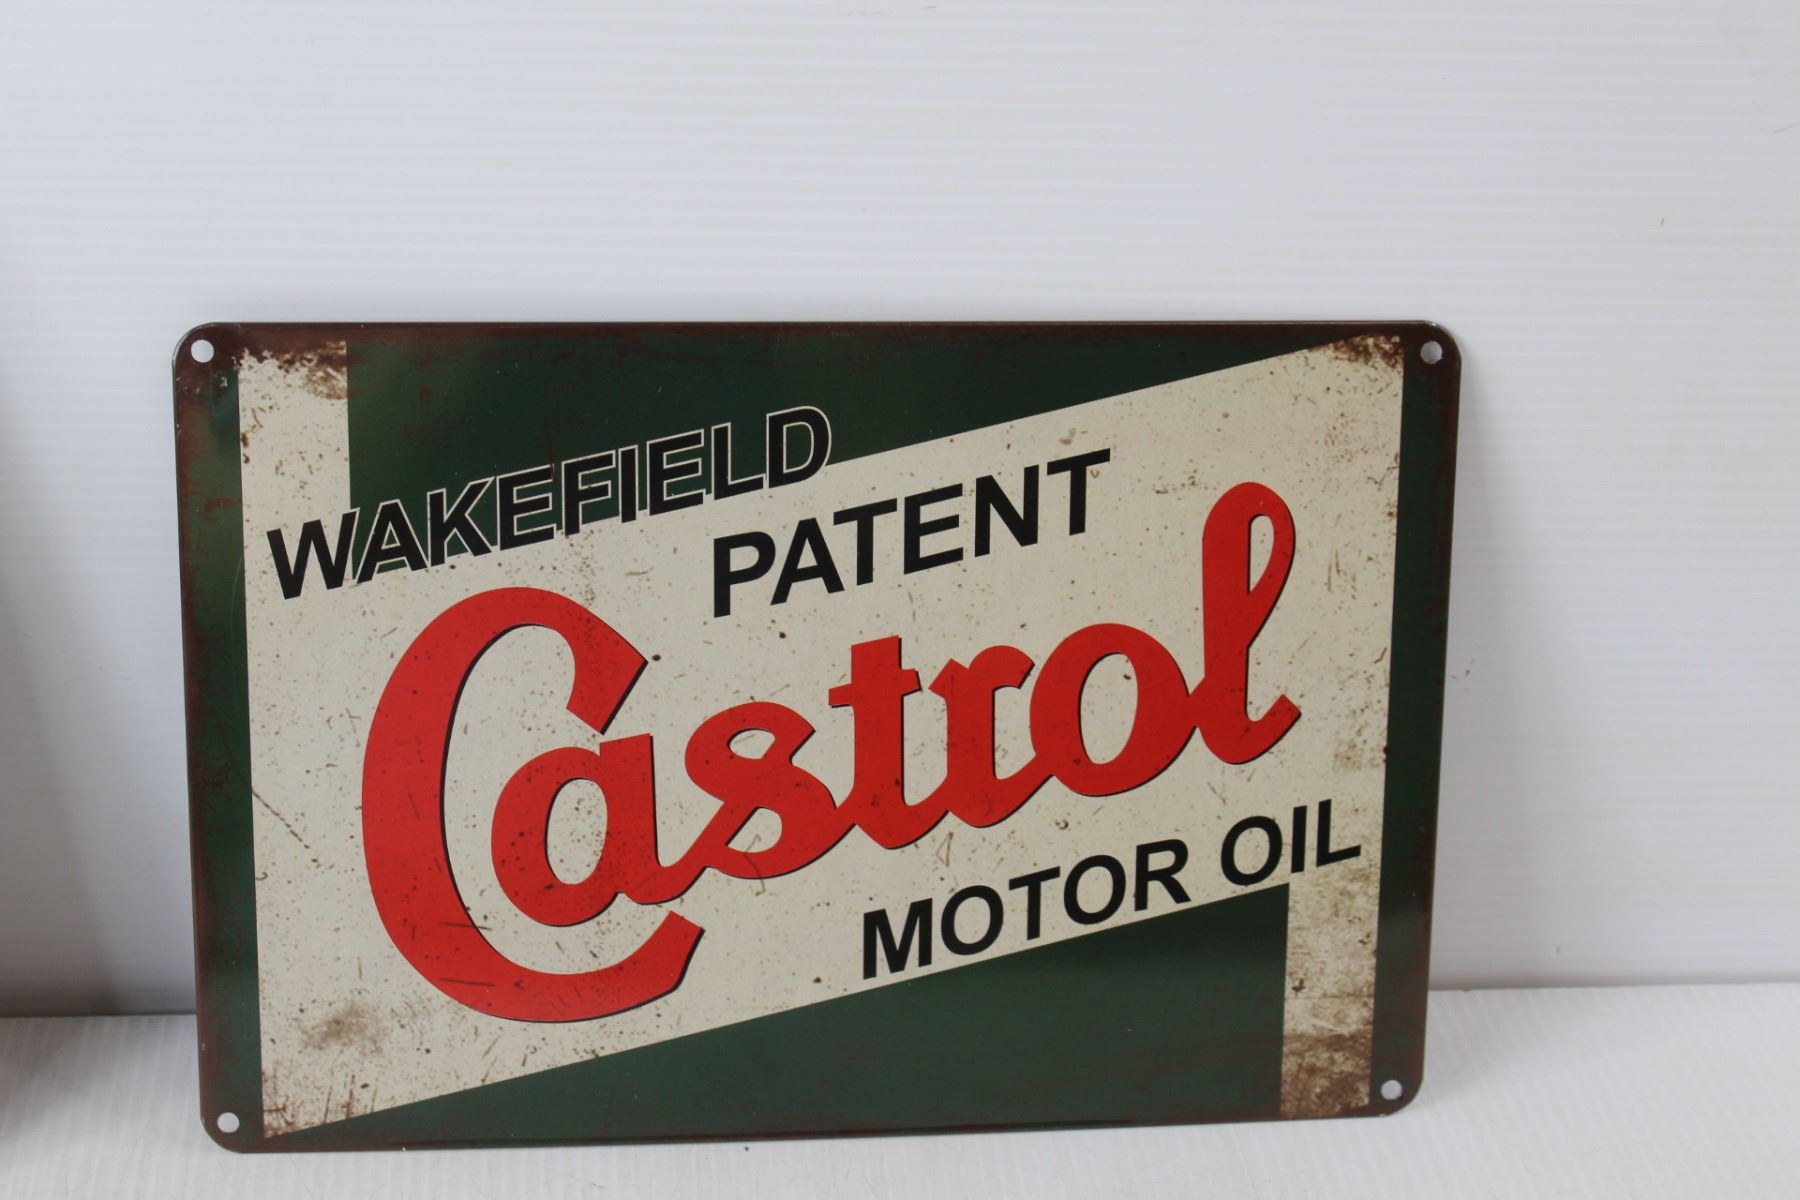 WAKEFIELD
PATENT
Castrol
MOTOR OIL